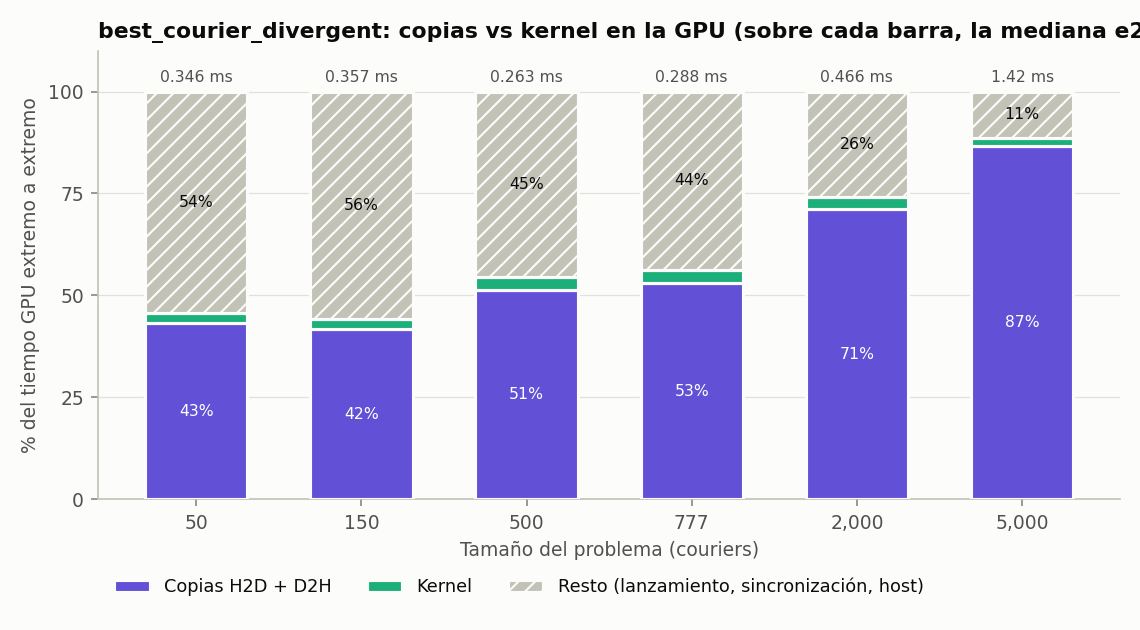 best_courier_divergent: copias vs kernel en la GPU (sobre cada barra, la mediana e2
0.346 ms 0.357 ms 0.263 ms 0.288 ms 0.466 ms 1.42 ms
% del tiempo GPU extremo a extremo
100
75
50
25
0
54% 56% 45% 44% 26% 11%
43% 42% 51% 53% 71% 87%
50 150 500 777 2,000 5,000
Tamaño del problema (couriers)
Copias H2D + D2H Kernel Resto (lanzamiento, sincronización, host)